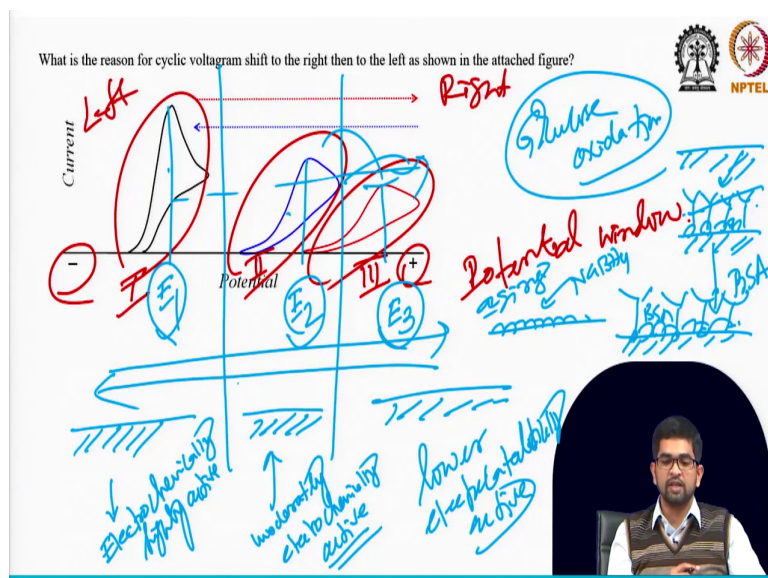 What is the reason for cyclic voltagram shift to the right then to the left as shown in the attached figure?
NPTEL
Left
Right
Current
Glucose
oxidation
Potential window
− I II III +
Potential
E1 E2 E3
BSA
BSA
Electrochemically
highly active
moderately
electrochemically
active
lower
electrocatalytically
active